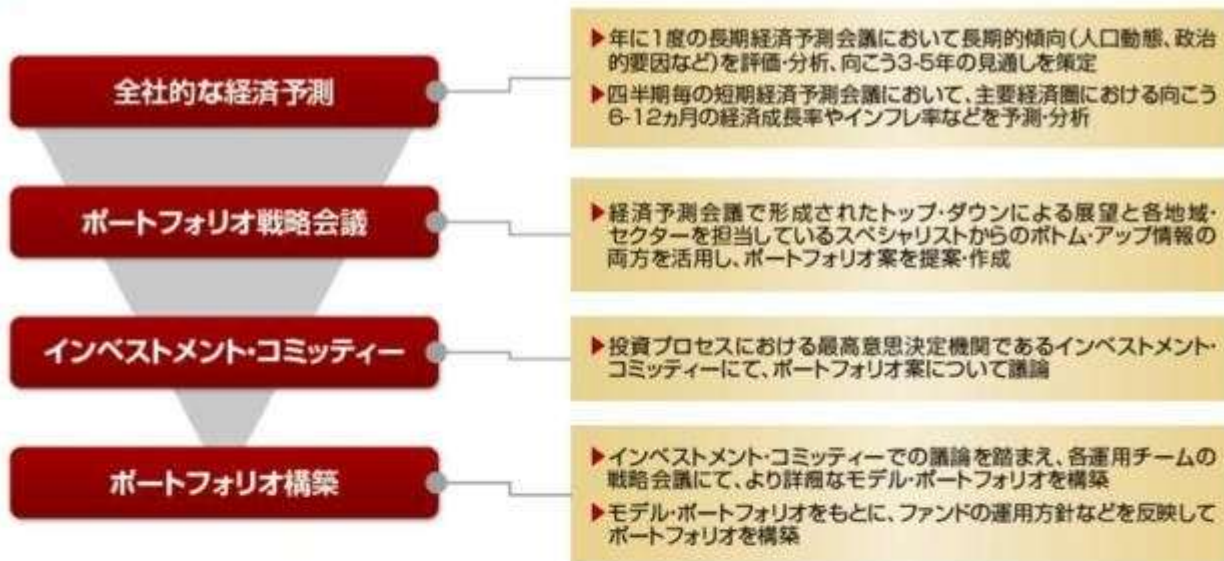 全社的な経済予測
▶年に1度の長期経済予測会議において長期的傾向(人口動態、政治
的要因など)を評価・分析、向こう3-5年の見通しを策定
▶四半期毎の短期経済予測会議において、主要経済圏における向こう
6-12ヵ月の経済成長率やインフレ率などを予測・分析
ポートフォリオ戦略会議
▶経済予測会議で形成されたトップ・ダウンによる展望と各地域・
セクターを担当しているスペシャリストからのボトム・アップ情報の
両方を活用し、ポートフォリオ案を提案・作成
インベストメント・コミッティー
▶投資プロセスにおける最高意思決定機関であるインベストメント・
コミッティーにて、ポートフォリオ案について議論
ポートフォリオ構築
▶インベストメント・コミッティーでの議論を踏まえ、各運用チームの
戦略会議にて、より詳細なモデル・ポートフォリオを構築
▶モデル・ポートフォリオをもとに、ファンドの運用方針などを反映して
ポートフォリオを構築